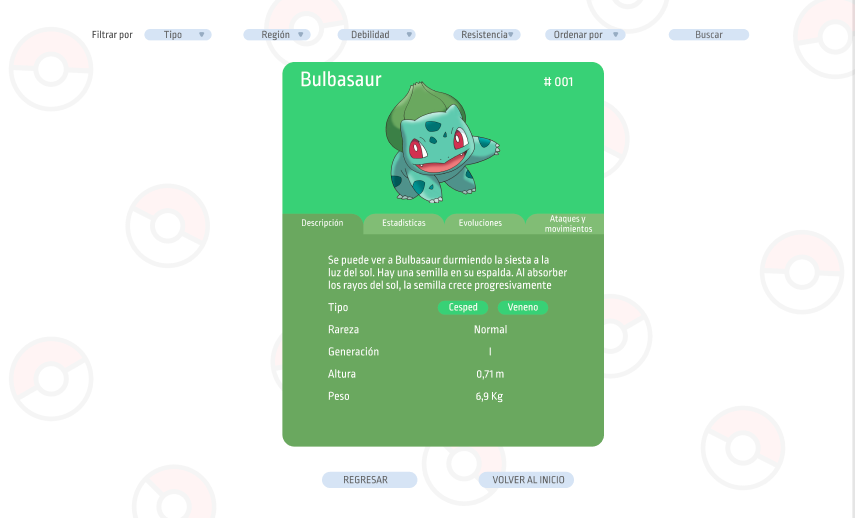 Filtrar por Tipo Región Debilidad Resistencia Ordenar por Buscar
Bulbasaur # 001
Descripción Estadísticas Evoluciones Ataques y
movimientos
Se puede ver a Bulbasaur durmiendo la siesta a la
luz del sol. Hay una semilla en su espalda. Al absorber
los rayos del sol, la semilla crece progresivamente
Tipo Cesped Veneno
Rareza Normal
Generación I
Altura 0,71 m
Peso 6,9 Kg
REGRESAR VOLVER AL INICIO